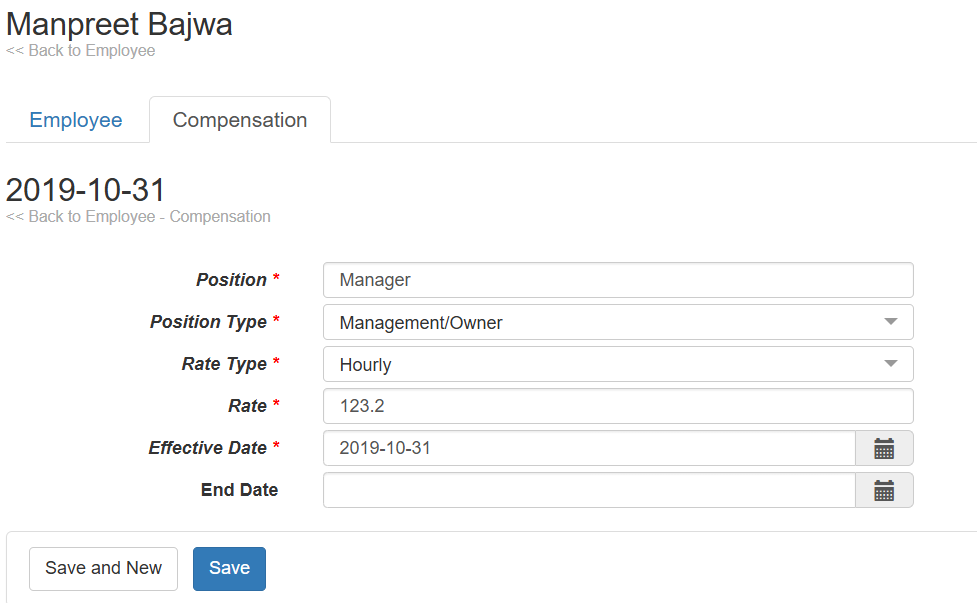 Manpreet Bajwa
<< Back to Employee
Employee Compensation
2019-10-31
<< Back to Employee - Compensation
Position * Manager
Position Type * Management/Owner
Rate Type * Hourly
Rate * 123.2
Effective Date * 2019-10-31
End Date
Save and New Save